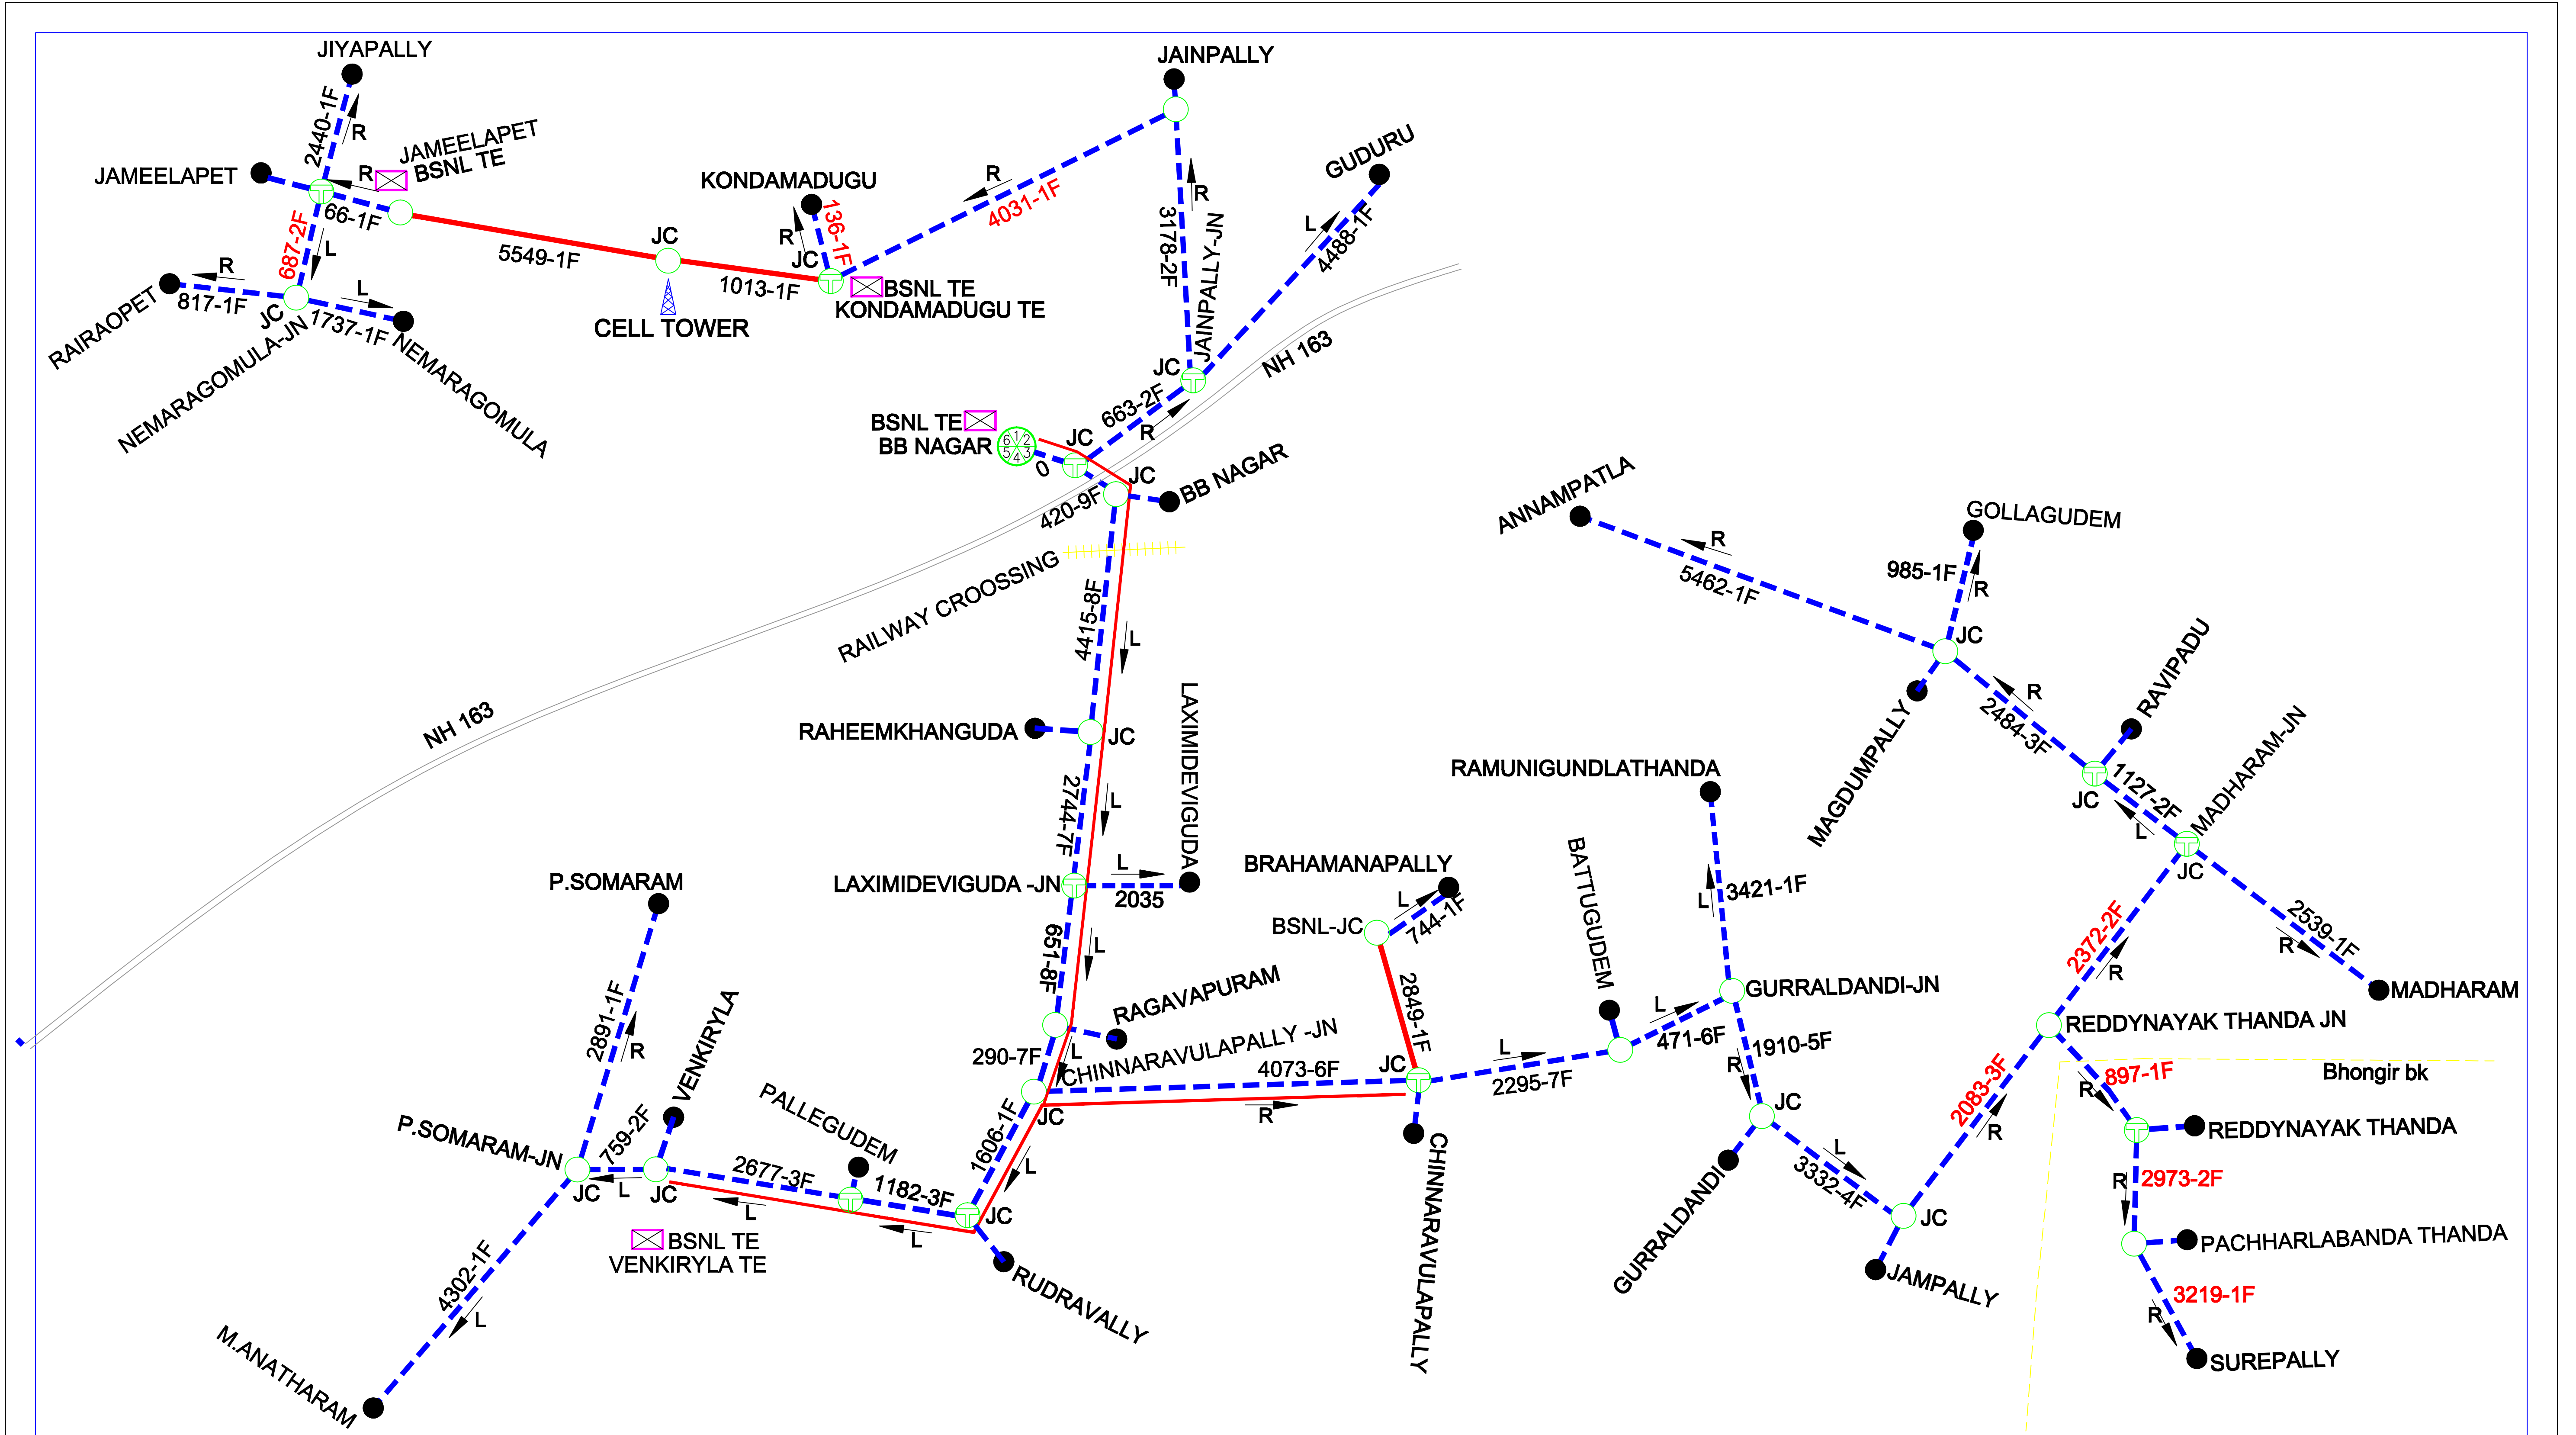 JIYAPALLY
JAINPALLY
2440-1F
R
JAMEELAPET
BSNL TE
JAMEELAPET
R
66-1F
687-2F
L
R
817-1F
RAIRAOPET
JC
NEMARAGOMULA-JN
L
1737-1F
NEMARAGOMULA
5549-1F
JC
CELL TOWER
1013-1F
KONDAMADUGU
136-1F
R
JC
BSNL TE
KONDAMADUGU TE
R
4031-1F
3178-2F
R
JAINPALLY-JN
GUDURU
L
4488-1F
JC
NH 163
663-2F
R
BSNL TE
BB NAGAR
1
2
3
4
5
6
0
JC
JC
BB NAGAR
420-9F
RAILWAY CROOSSING
NH 163
4415-8F
L
RAHEEMKHANGUDA
JC
2744-7F
L
LAXIMIDEVIGUDA
LAXIMIDEVIGUDA -JN
L
2035
651-8F
L
RAGAVAPURAM
290-7F
L
CHINNARAVULAPALLY -JN
JC
4073-6F
R
1606-1F
L
JC
RUDRAVALLY
1182-3F
L
PALLEGUDEM
2677-3F
L
VENKIRYLA
JC
BSNL TE
VENKIRYLA TE
759-2F
L
P.SOMARAM-JN
JC
P.SOMARAM
2891-1F
R
4302-1F
L
M.ANATHARAM
BRAHAMANAPALLY
L
744-1F
BSNL-JC
2849-1F
JC
CHINNARAVULAPALLY
L
2295-7F
BATTUGUDEM
L
471-6F
RAMUNIGUNDLATHANDA
3421-1F
L
GURRALDANDI-JN
1910-5F
R
JC
GURRALDANDI
L
3332-4F
JC
JAMPALLY
2083-3F
R
REDDYNAYAK THANDA JN
2372-2F
R
MADHARAM-JN
JC
2539-1F
R
MADHARAM
1127-2F
L
JC
RAVIPADU
2484-3F
R
JC
MAGDUMPALLY
GOLLAGUDEM
985-1F
R
ANNAMPATLA
R
5462-1F
Bhongir bk
897-1F
R
REDDYNAYAK THANDA
2973-2F
R
PACHHARLABANDA THANDA
3219-1F
R
SUREPALLY